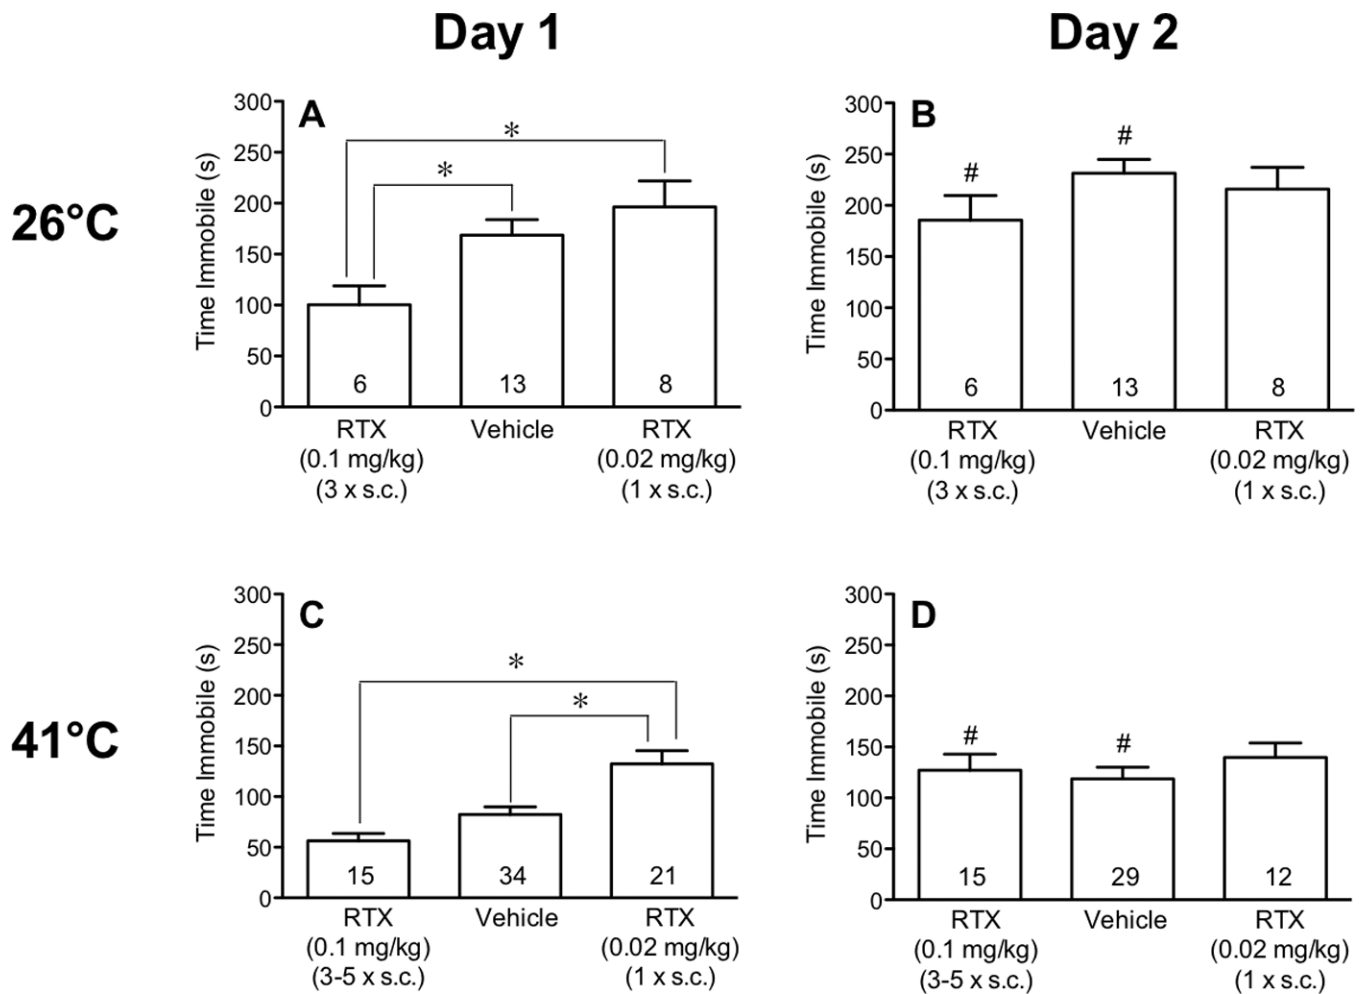 Day 1
Day 2
26°C
A
Time Immobile (s)
300
250
200
150
100
50
0
*
*
6
13
8
RTX
(0.1 mg/kg)
(3 x s.c.)
Vehicle
RTX
(0.02 mg/kg)
(1 x s.c.)
B
Time Immobile (s)
300
250
200
150
100
50
0
#
#
6
13
8
RTX
(0.1 mg/kg)
(3 x s.c.)
Vehicle
RTX
(0.02 mg/kg)
(1 x s.c.)
41°C
C
Time Immobile (s)
300
250
200
150
100
50
0
*
*
15
34
21
RTX
(0.1 mg/kg)
(3-5 x s.c.)
Vehicle
RTX
(0.02 mg/kg)
(1 x s.c.)
D
Time Immobile (s)
300
250
200
150
100
50
0
#
#
15
29
12
RTX
(0.1 mg/kg)
(3-5 x s.c.)
Vehicle
RTX
(0.02 mg/kg)
(1 x s.c.)